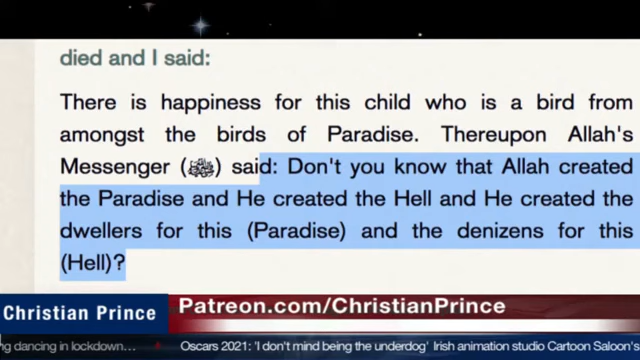 died and I said:
There is happiness for this child who is a bird from
amongst the birds of Paradise. Thereupon Allah's
Messenger (ﷺ) said: Don't you know that Allah created
the Paradise and He created the Hell and He created the
dwellers for this (Paradise) and the denizens for this
(Hell)?
Christian Prince
Patreon.com/ChristianPrince
ng dancing in lockdown… Oscars 2021: 'I don't mind being the underdog' Irish animation studio Cartoon Saloon's